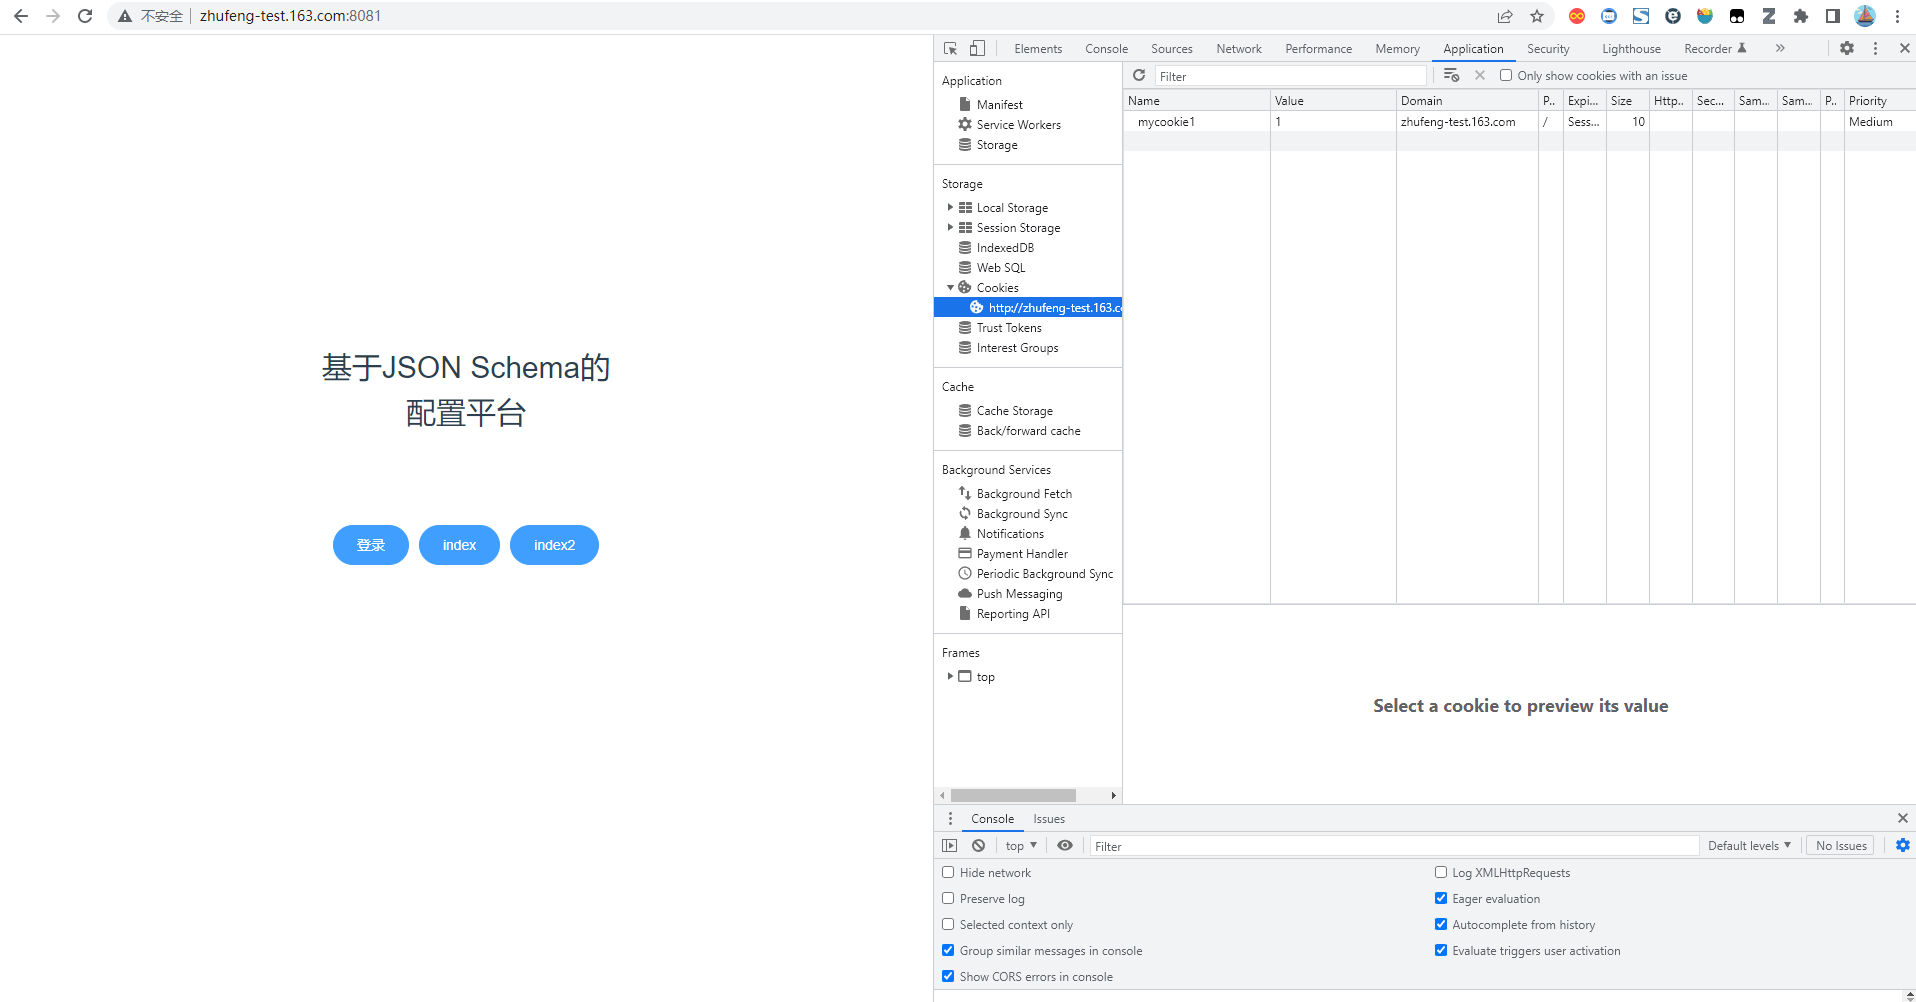 不安全 zhufeng-test.163.com:8081
基于JSON Schema的
配置平台
登录 index index2
Elements Console Sources Network Performance Memory Application Security Lighthouse Recorder
Application
Manifest
Service Workers
Storage
Storage
Local Storage
Session Storage
IndexedDB
Web SQL
Cookies
http://zhufeng-test.163.c
Trust Tokens
Interest Groups
Cache
Cache Storage
Back/forward cache
Background Services
Background Fetch
Background Sync
Notifications
Payment Handler
Periodic Background Sync
Push Messaging
Reporting API
Frames
top
Filter Only show cookies with an issue
Name Value Domain P.. Expi... Size Http.. Sec... Sam... Sam... P.. Priority
mycookie1 1 zhufeng-test.163.com / Sess... 10 Medium
Select a cookie to preview its value
Console Issues
top Filter Default levels No Issues
Hide network Log XMLHttpRequests
Preserve log Eager evaluation
Selected context only Autocomplete from history
Group similar messages in console Evaluate triggers user activation
Show CORS errors in console